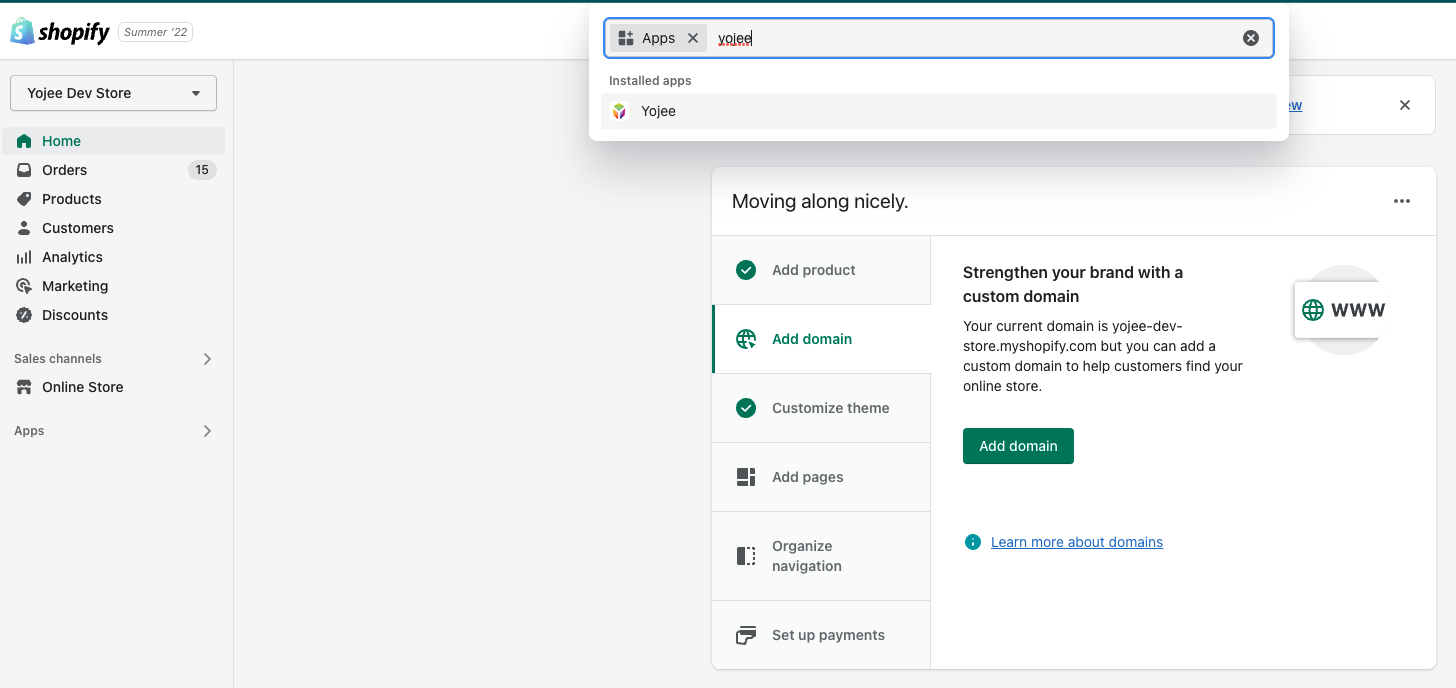 shopify Summer '22
Apps yojee
Installed apps
Yojee
Yojee Dev Store
Home
Orders 15
Products
Customers
Analytics
Marketing
Discounts
Sales channels
Online Store
Apps
Moving along nicely.
Add product
Add domain
Customize theme
Add pages
Organize
navigation
Set up payments
Strengthen your brand with a
custom domain
Your current domain is yojee-dev-
store.myshopify.com but you can add a
custom domain to help customers find your
online store.
Add domain
Learn more about domains
WWW